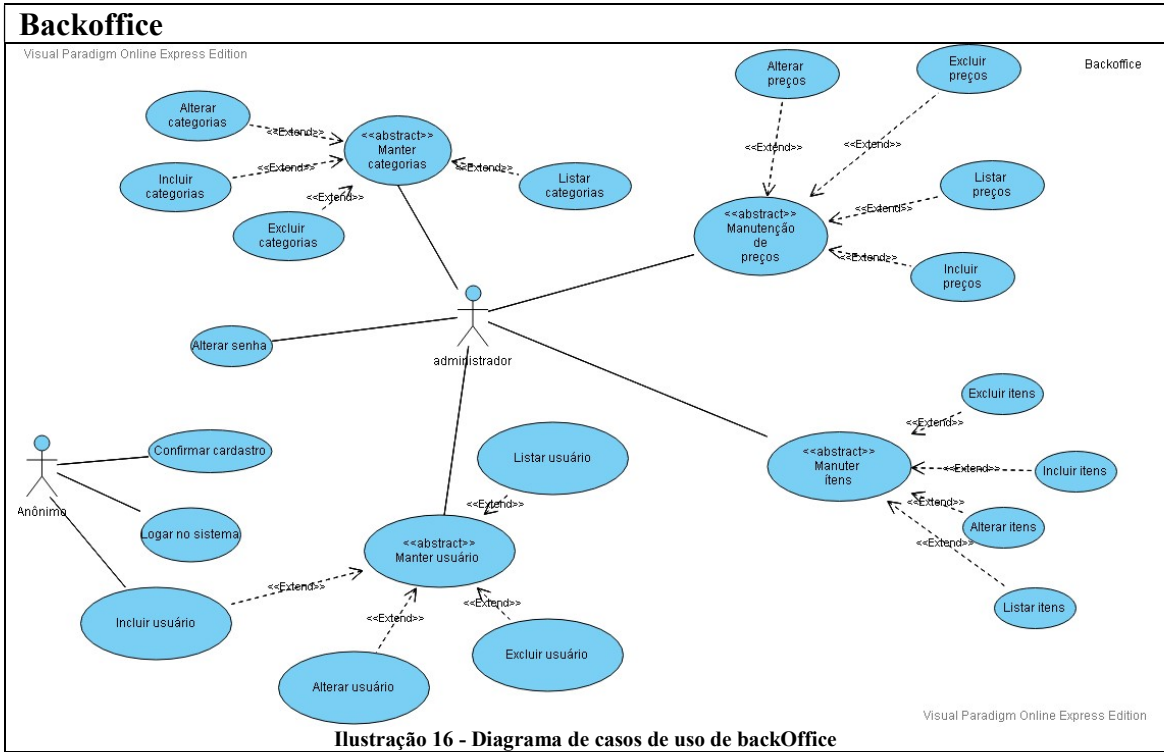 Backoffice
Visual Paradigm Online Express Edition
Backoffice
Alterar
preços
Excluir
preços
Alterar
categorias
<<Extend>>
<<abstract>>
Manter
categorias
<<Extend>>
<<Extend>>
Incluir
categorias
<<Extend>>
<<Extend>>
Listar
categorias
<<Extend>>
Excluir
categorias
<<Extend>>
Listar
preços
<<abstract>>
Manutenção
de
preços
<<Extend>>
<<Extend>>
Incluir
preços
Alterar senha
administrador
Excluir itens
<<Extend>>
Confirmar cardastro
Listar usuário
<<abstract>>
Manuter
ítens
<<Extend>>
Incluir itens
Anônimo
<<Extend>>
<<Extend>>
Alterar itens
Logar no sistema
<<abstract>>
Manter usuário
<<Extend>>
<<Extend>>
Incluir usuário
<<Extend>>
<<Extend>>
Listar itens
Alterar usuário
Excluir usuário
Visual Paradigm Online Express Edition
Ilustração 16 - Diagrama de casos de uso de backOffice